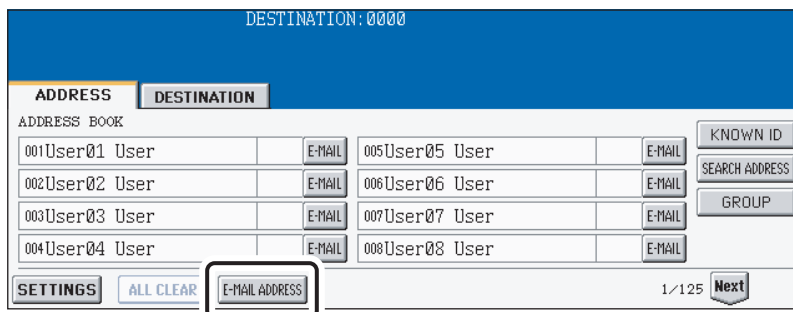 DESTINATION:0000
ADDRESS DESTINATION
ADDRESS BOOK
KNOWN ID
001User01 User E-MAIL 005User05 User E-MAIL
SEARCH ADDRESS
002User02 User E-MAIL 006User06 User E-MAIL
GROUP
003User03 User E-MAIL 007User07 User E-MAIL
004User04 User E-MAIL 008User08 User E-MAIL
SETTINGS ALL CLEAR E-MAIL ADDRESS 1/125 Next